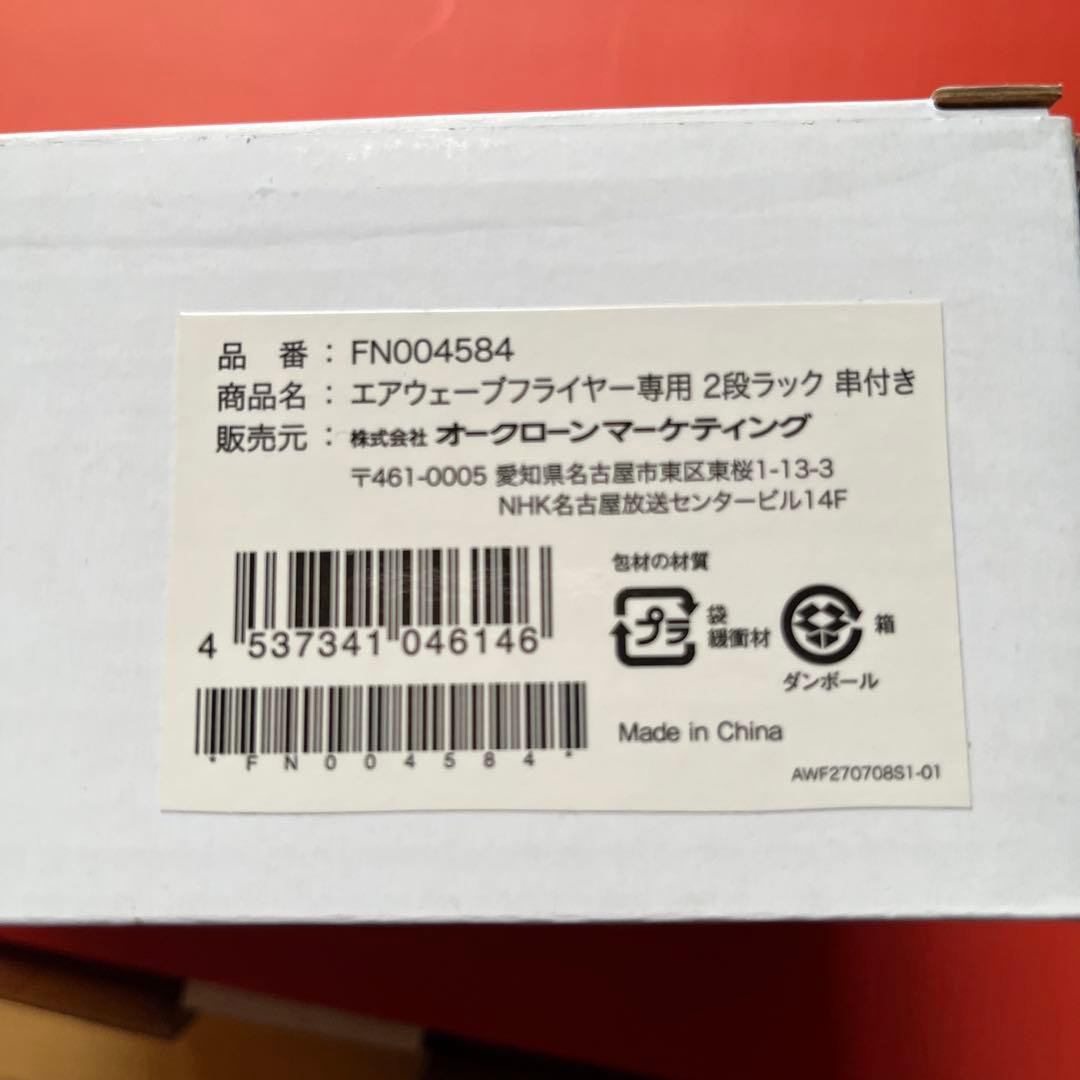 品 番 : FN004584
商品名 : エアウェーブフライヤー専用 2段ラック 串付き
販売元 : 株式会社 オークローンマーケティング
〒461-0005 愛知県名古屋市東区東桜1-13-3
NHK名古屋放送センタービル14F
包材の材質
プラ 袋 緩衝材
箱
ダンボール
4 537341 046146
*FN004584*
Made in China
AWF270708S1-01